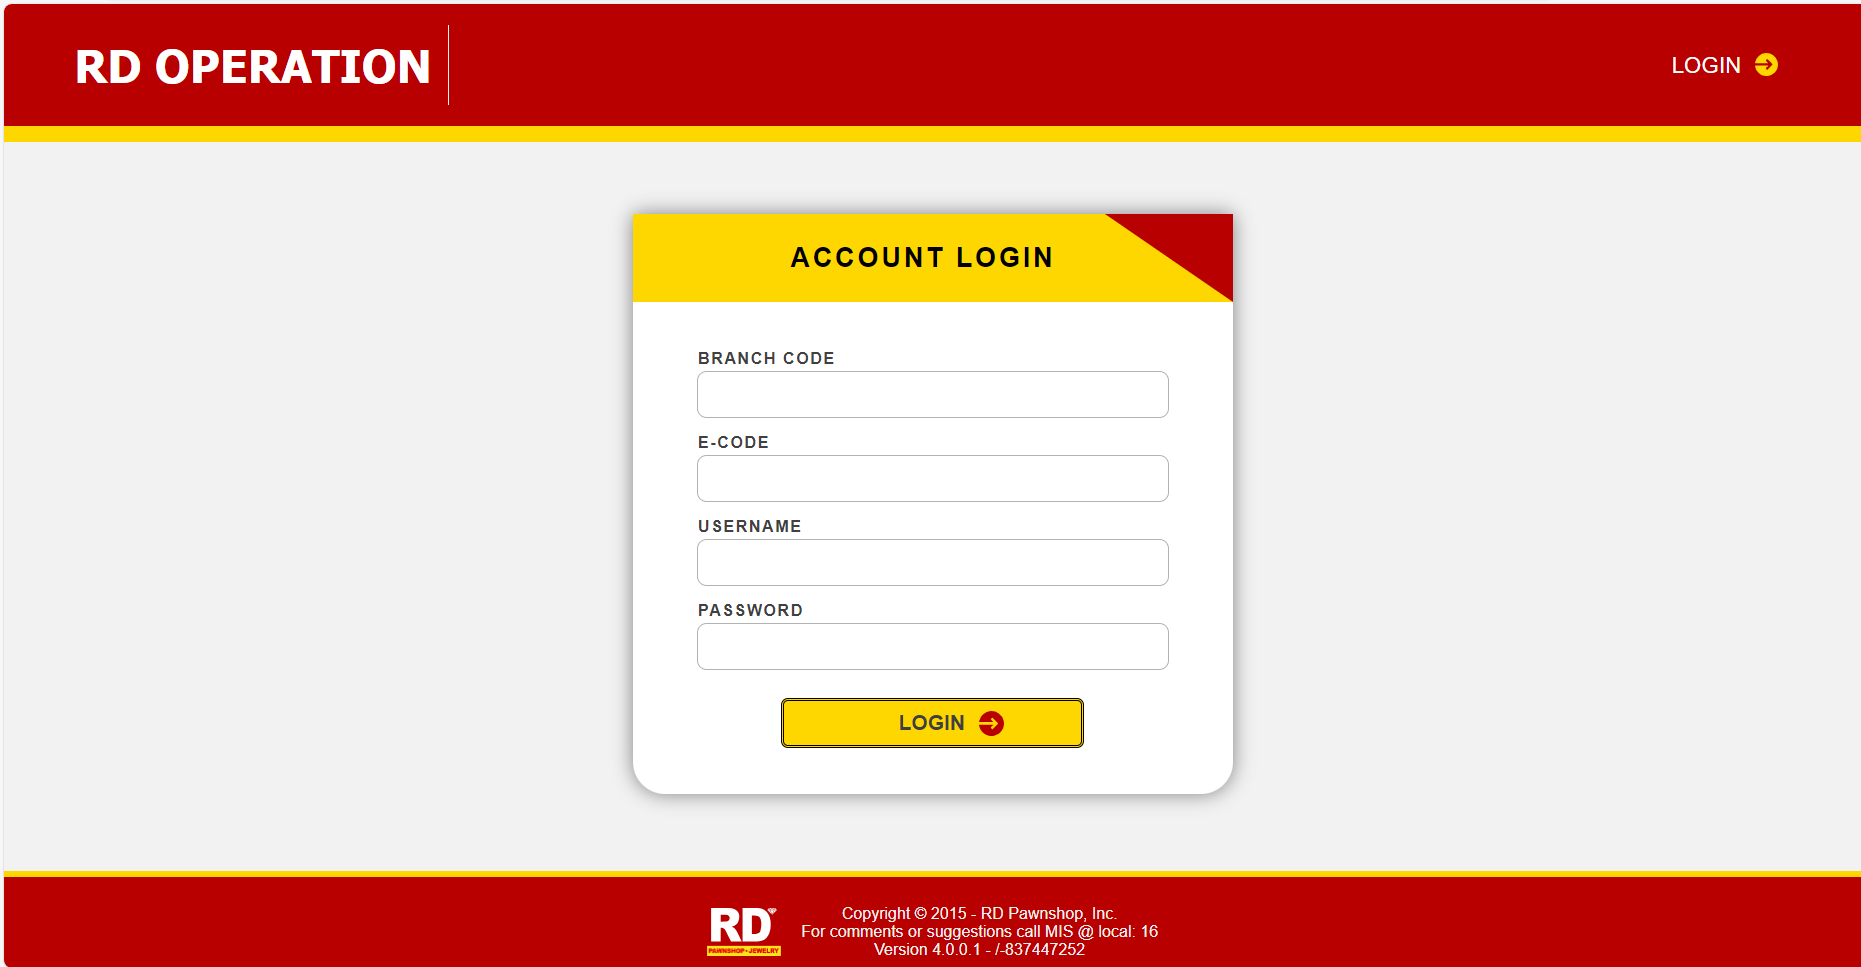 RD OPERATION
LOGIN
ACCOUNT LOGIN
BRANCH CODE
E-CODE
USERNAME
PASSWORD
LOGIN
RD
PAWNSHOP-JEWELRY
Copyright © 2015 - RD Pawnshop, Inc.
For comments or suggestions call MIS @ local: 16
Version 4.0.0.1 - /-837447252